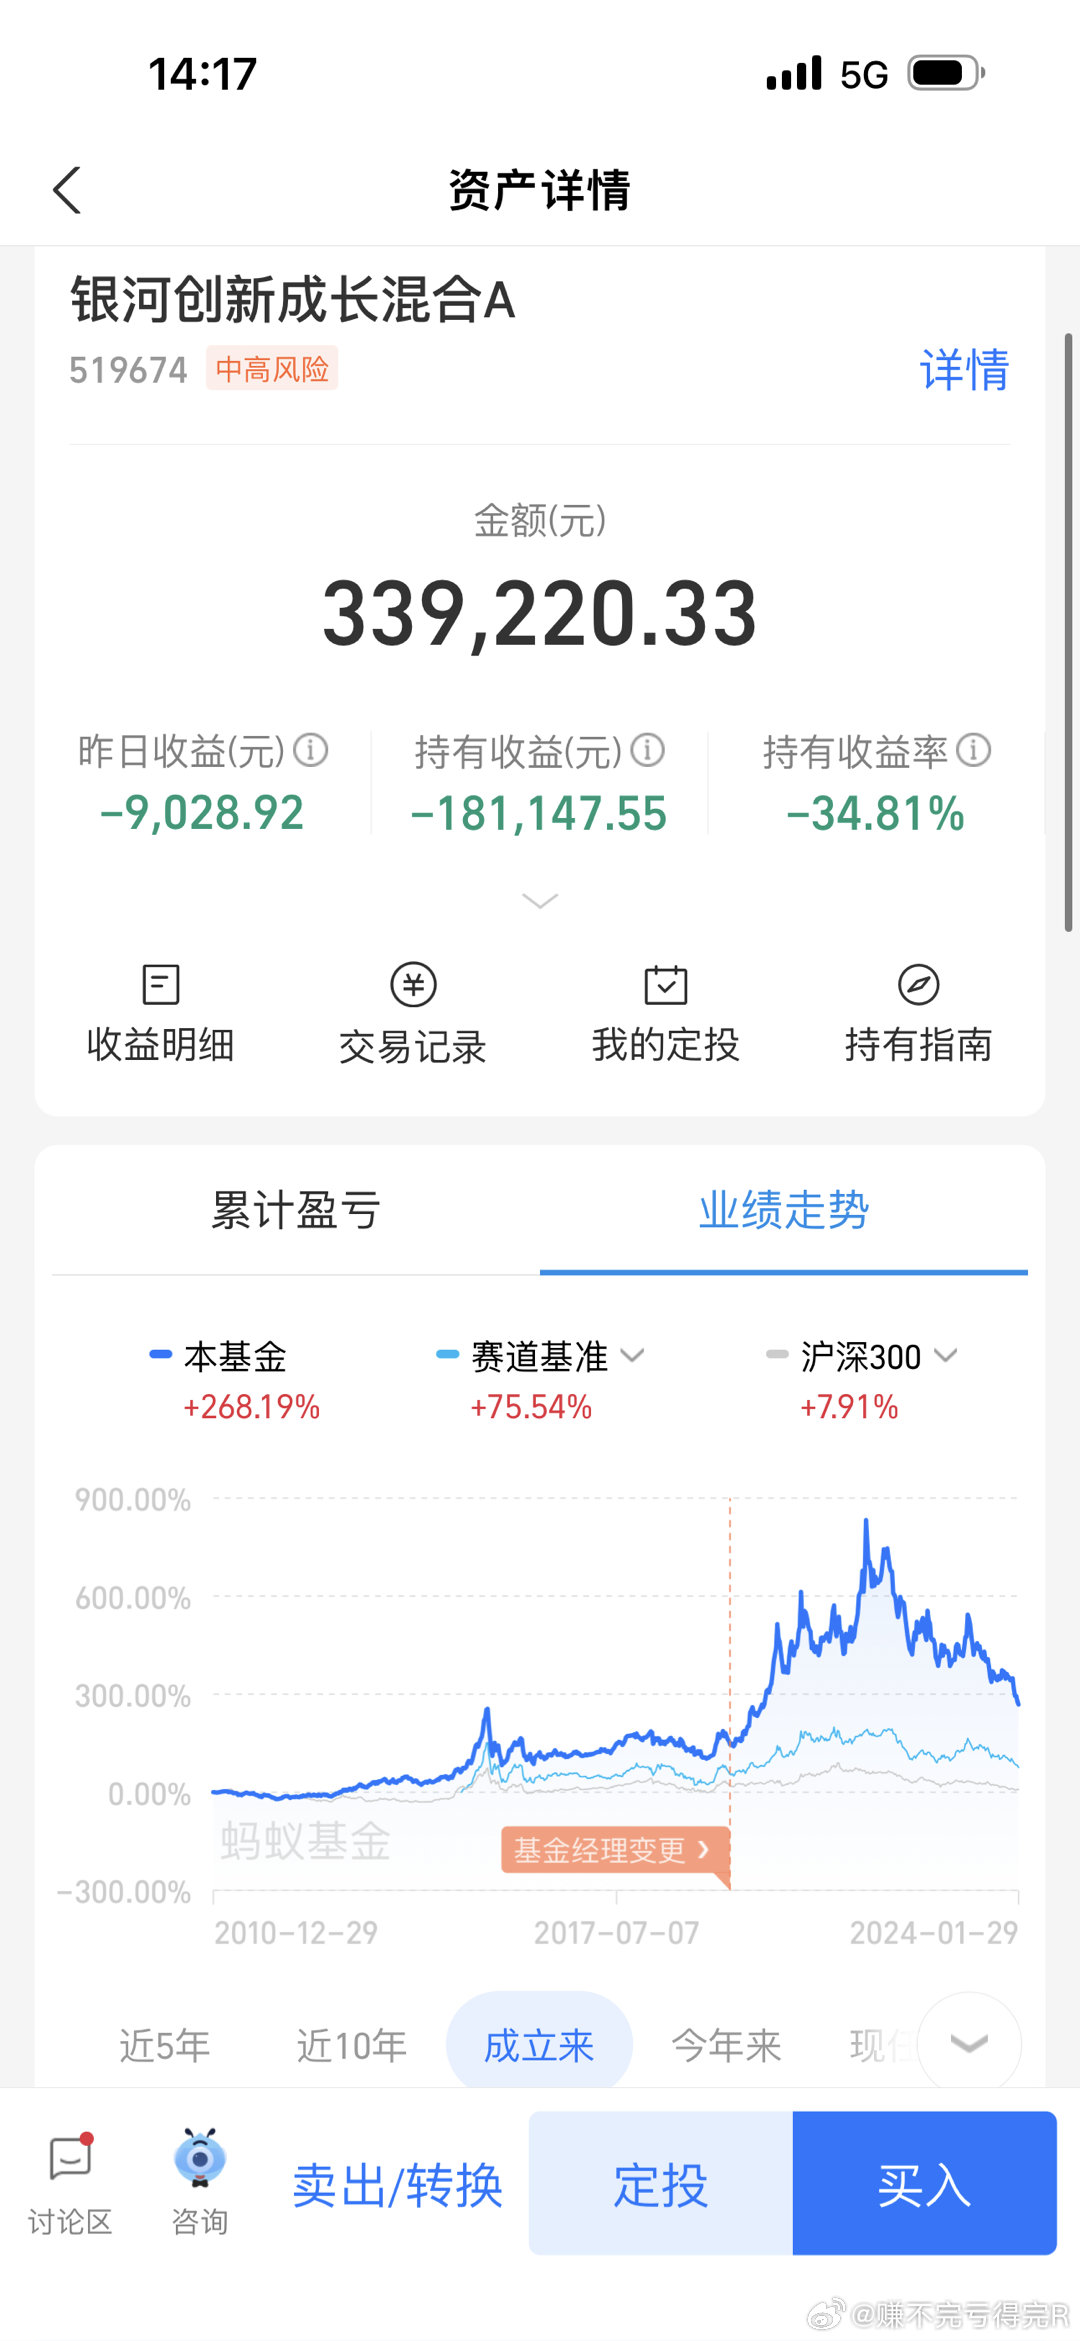 14:17 5G
资产详情
银河创新成长混合A
519674 中高风险 详情
金额(元)
339,220.33
昨日收益(元) 持有收益(元) 持有收益率
-9,028.92 -181,147.55 -34.81%
收益明细 交易记录 我的定投 持有指南
累计盈亏 业绩走势
本基金 赛道基准 沪深300
+268.19% +75.54% +7.91%
900.00%
600.00%
300.00%
0.00%
蚂蚁基金
基金经理变更 ›
-300.00%
2010-12-29 2017-07-07 2024-01-29
近5年 近10年 成立来 今年来 现任
讨论区 咨询 卖出/转换 定投 买入
@赚不完亏得完R